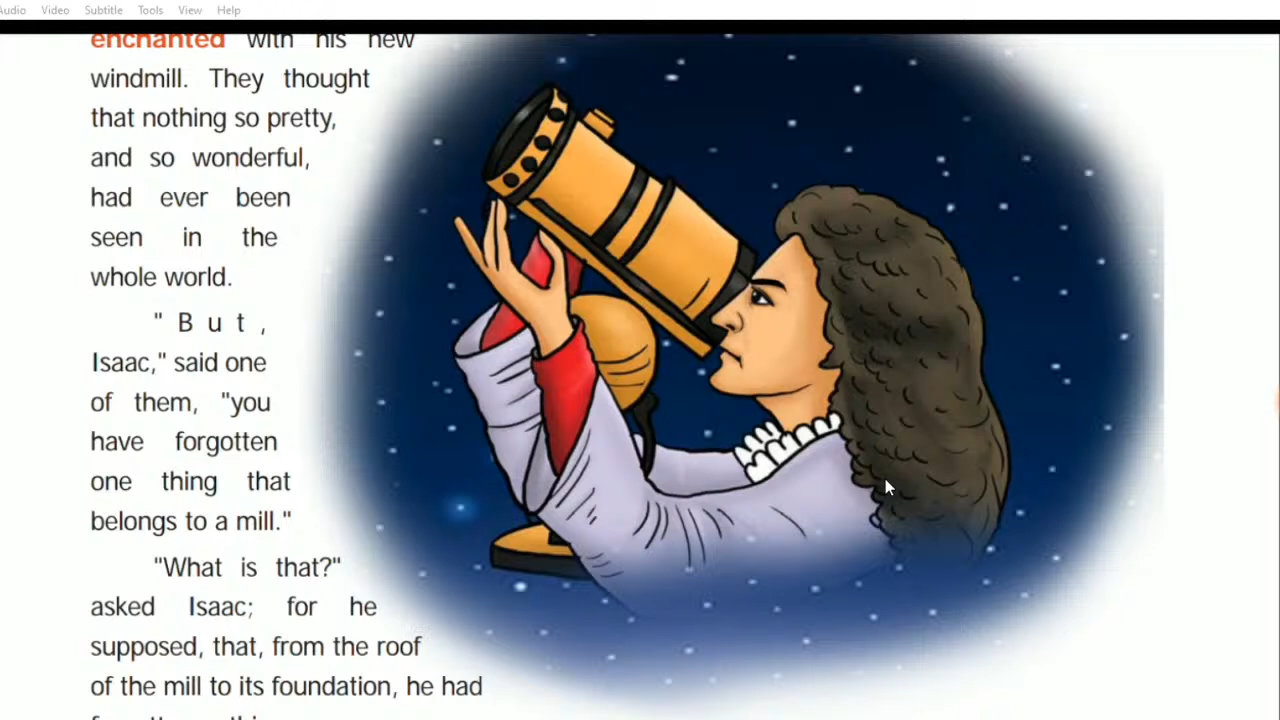 Audio Video Subtitle Tools View Help
enchanted with his new
windmill. They thought
that nothing so pretty,
and so wonderful,
had ever been
seen in the
whole world.
" B u t ,
Isaac," said one
of them, "you
have forgotten
one thing that
belongs to a mill."
"What is that?"
asked Isaac; for he
supposed, that, from the roof
of the mill to its foundation, he had